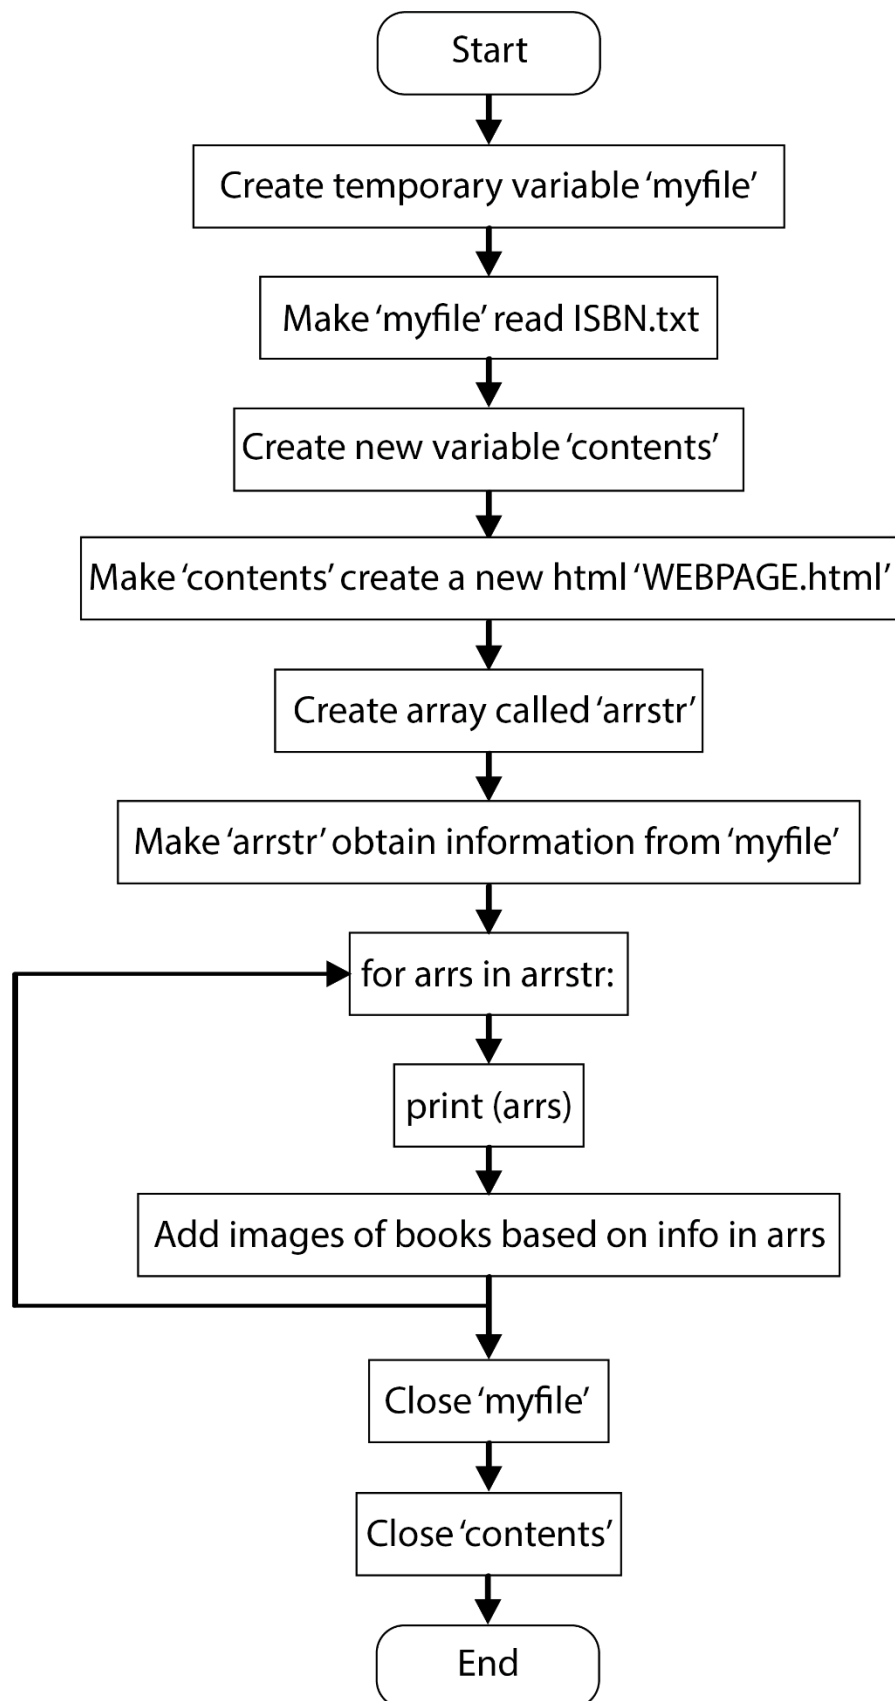 Start
Create temporary variable ‘myfile’
Make ‘myfile’ read ISBN.txt
Create new variable ‘contents’
Make ‘contents’ create a new html ‘WEBPAGE.html’
Create array called ‘arrstr’
Make ‘arrstr’ obtain information from ‘myfile’
for arrs in arrstr:
print (arrs)
Add images of books based on info in arrs
Close ‘myfile’
Close ‘contents’
End